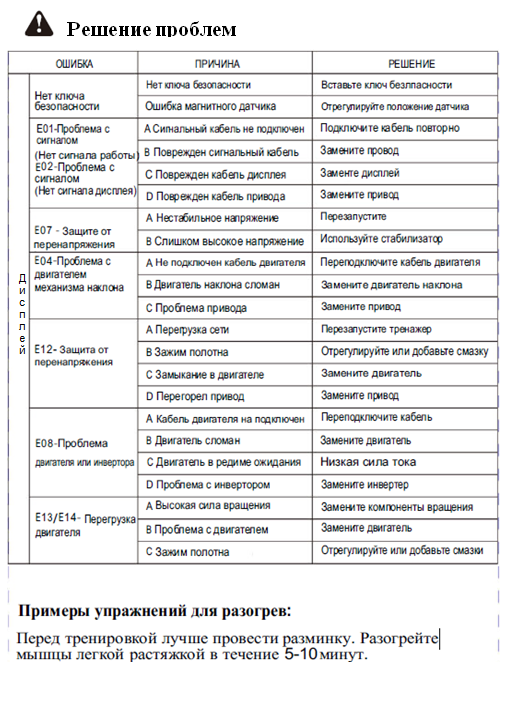 Решение проблем
ОШИБКА ПРИЧИНА РЕШЕНИЕ
Дисплей
Нет ключа безопасности
Нет ключа безопасности Вставьте ключ безлпасности
Ошибка магнитного датчика Отрегулируйте положение датчика
E01-Проблема с
сигналом
(Нет сигнала работы)
E02-Проблема с
сигналом
(Нет сигнала дисплея)
A Сигнальный кабель не подключен Подключите кабель повторно
B Поврежден сигнальный кабель Замените провод
C Поврежден кабель дисплея Заменте дисплей
D Поврежден кабель привода Замените привод
E07 - Защите от
перенапряжения
A Нестабильное напряжение Перезапустите
B Слишком высокое напряжение Используйте стабилизатор
E04-Проблема с
двигателем
механизма наклона
A Не подключен кабель двигателя Переподключите кабель двигателя
B Двигатель наклона сломан Замените двигатель наклона
C Проблема привода Замените привод
E12- Защита от
перенапряжения
A Перегрузка сети Перезапустите тренажер
B Зажим полотна Отрегулируйте или добавьте смазку
C Замыкание в двигателе Замените двигатель
D Перегорел привод Замените привод
E08-Проблема
двигателя или инвертора
A Кабель двигателя на подключен Переподключите кабель
B Двигатель сломан Замените двигатель
C Двигатель в редиме ожидания Низкая сила тока
D Проблема с инвертором Замените инвертер
E13/E14- Перегрузка
двигателя
A Высокая сила вращения Замените компоненты вращения
B Проблема с двигателем Замените двигатель
C Зажим полотна Отрегулируйте или добавьте смазки
Примеры упражнений для разогрев:
Перед тренировкой лучше провести разминку. Разогрейте
мышцы легкой растяжкой в течение 5-10 минут.